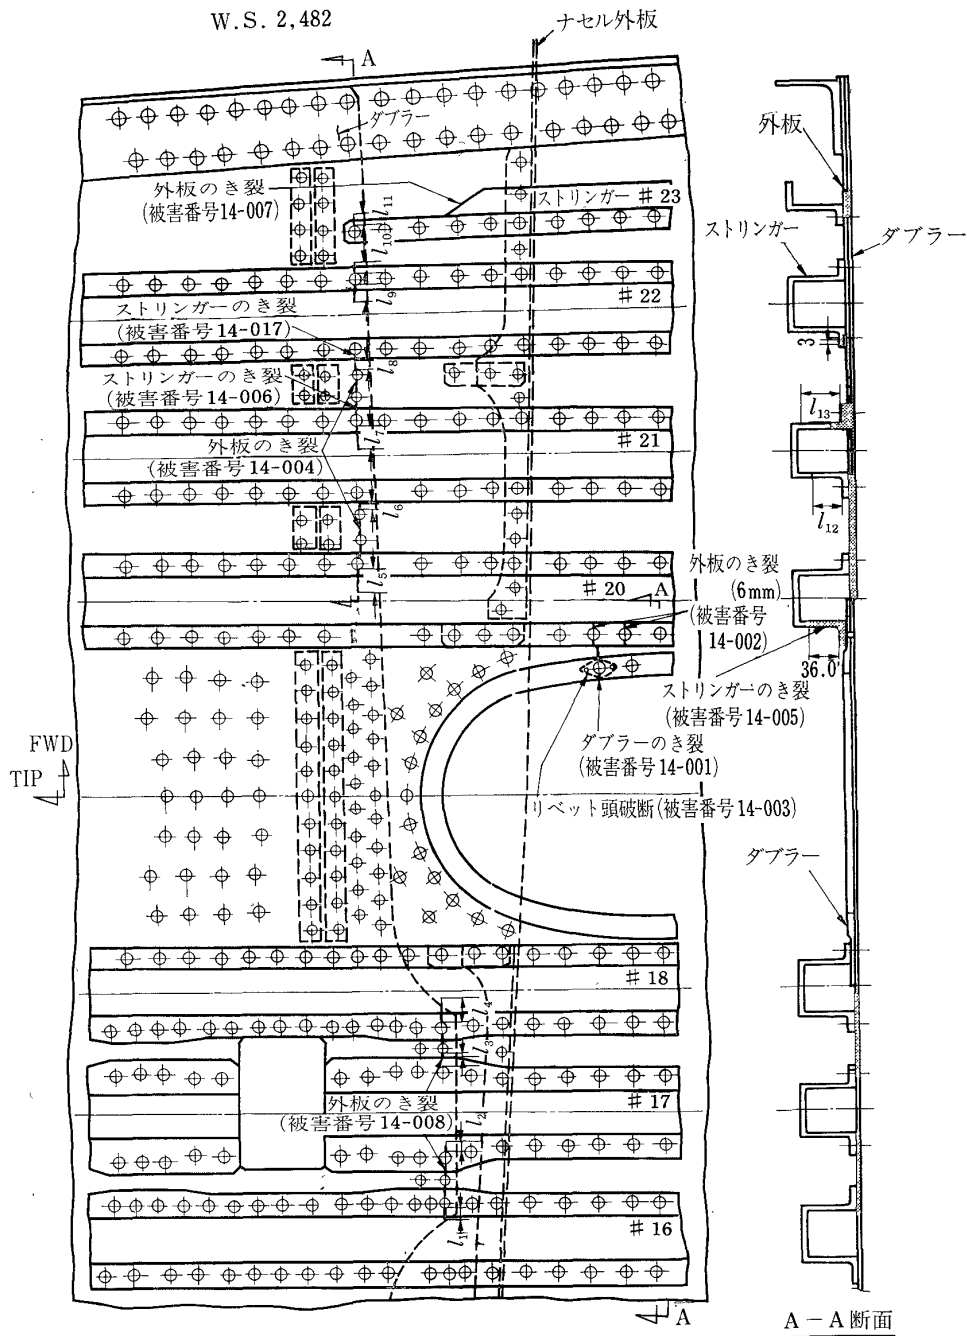 W.S. 2,482
ナセル外板
A
ダブラー
外板のき裂
(被害番号14-007)
ストリンガー #23
l11
l10
l9
#22
ストリンガーのき裂
(被害番号14-017)
l8
ストリンガーのき裂
(被害番号14-006)
l7
#21
外板のき裂
(被害番号14-004)
l6
l5
#20
A
外板のき裂
(6mm)
(被害番号
14-002)
36.0
ストリンガーのき裂
(被害番号14-005)
ダブラーのき裂
(被害番号14-001)
リベット頭破断(被害番号14-003)
FWD
TIP
#18
l4
l3
#17
外板のき裂
(被害番号14-008)
l2
l1
#16
A
外板
ストリンガー
ダブラー
3
l13
l12
ダブラー
A-A断面